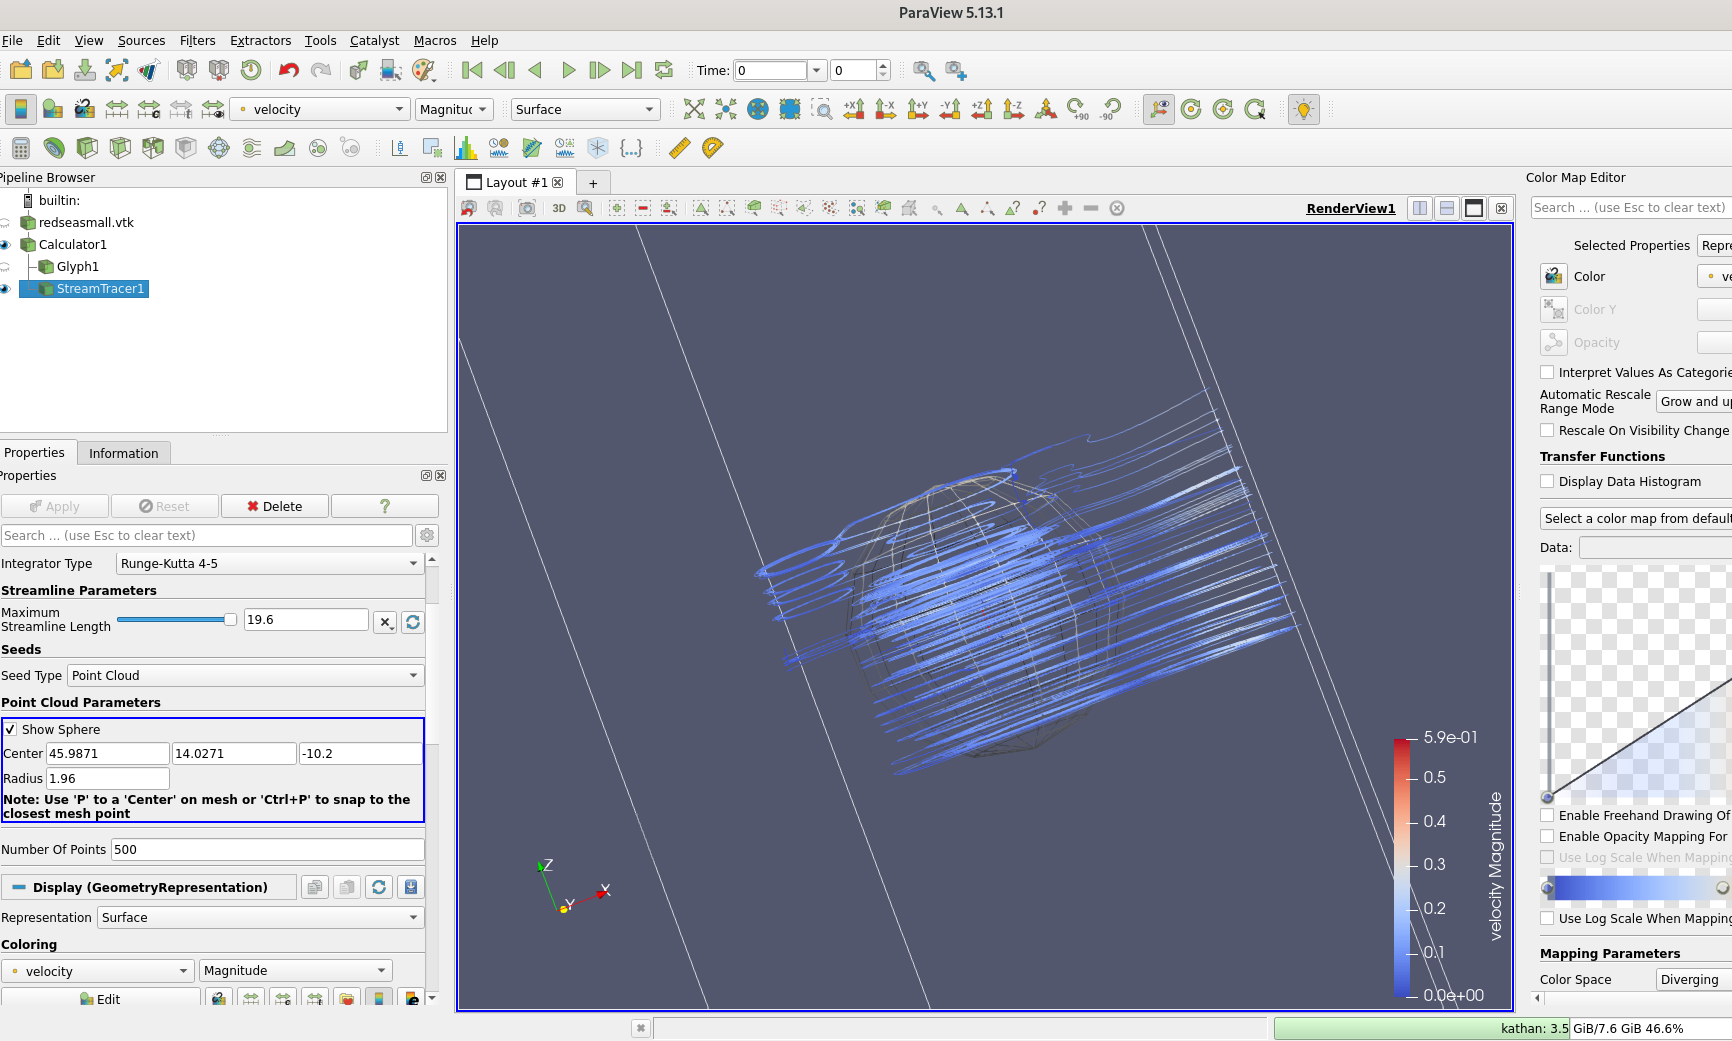 ParaView 5.13.1
File Edit View Sources Filters Extractors Tools Catalyst Macros Help
Time: 0 0
velocity Magnituc Surface +X -X +Y -Y +Z -Z +90 -90
Pipeline Browser
Layout #1 +
Color Map Editor
builtin:
3D RenderView1
Search ... (use Esc to clear text)
redseasmall.vtk
Calculator1
Selected Properties Repre
Glyph1
Color ve
StreamTracer1
Color Y
Opacity
Interpret Values As Categorie
Automatic Rescale
Range Mode Grow and up
Rescale On Visibility Change
Properties Information
Transfer Functions
Properties
Display Data Histogram
Apply Reset Delete ?
Select a color map from default
Search ... (use Esc to clear text)
Data:
Integrator Type Runge-Kutta 4-5
Streamline Parameters
Maximum
Streamline Length 19.6
Seeds
Seed Type Point Cloud
Point Cloud Parameters
Show Sphere
Center 45.9871 14.0271 -10.2
Radius 1.96
Note: Use 'P' to a 'Center' on mesh or 'Ctrl+P' to snap to the
closest mesh point
Number Of Points 500
Display (GeometryRepresentation)
Representation Surface
Coloring
velocity Magnitude
Edit
Z
Y
X
5.9e-01
0.5
0.4
0.3
0.2
0.1
0.0e+00
velocity Magnitude
Enable Freehand Drawing Of
Enable Opacity Mapping For
Use Log Scale When Mapping
Use Log Scale When Mapping
Mapping Parameters
Color Space Diverging
kathan: 3.5 GiB/7.6 GiB 46.6%